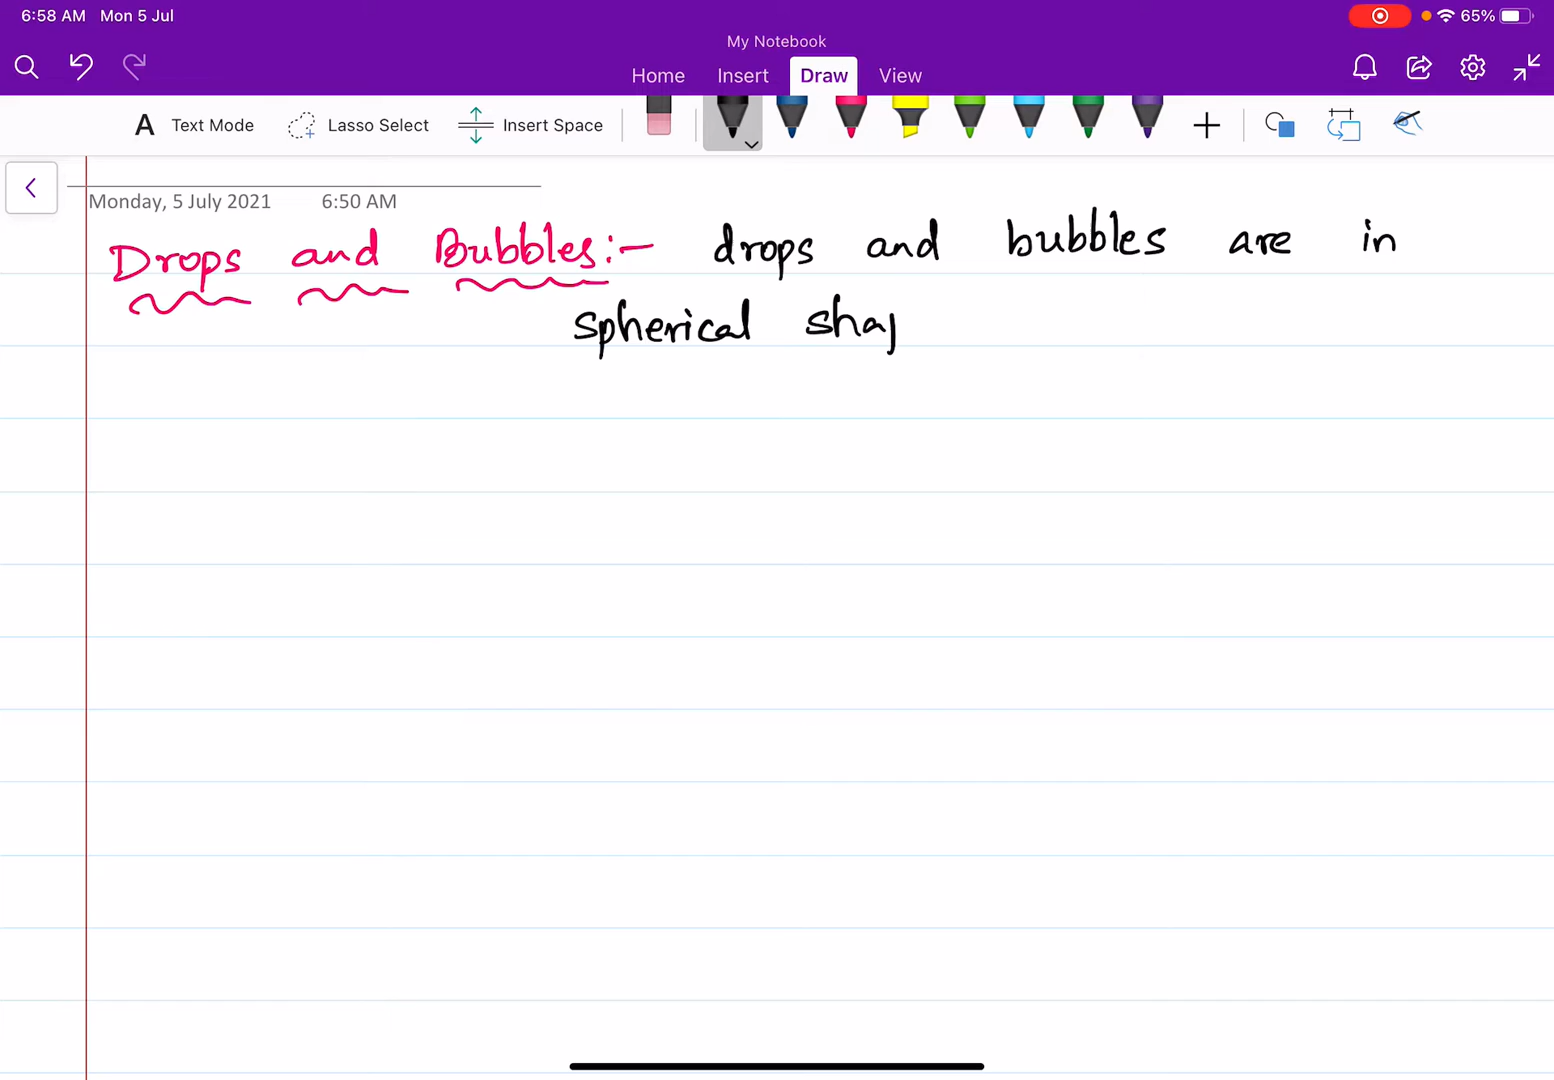 6:58 AM Mon 5 Jul
65%
My Notebook
Home Insert Draw View
A Text Mode Lasso Select Insert Space
Monday, 5 July 2021 6:50 AM
Drops and Bubbles:- drops and bubbles are in
spherical shap